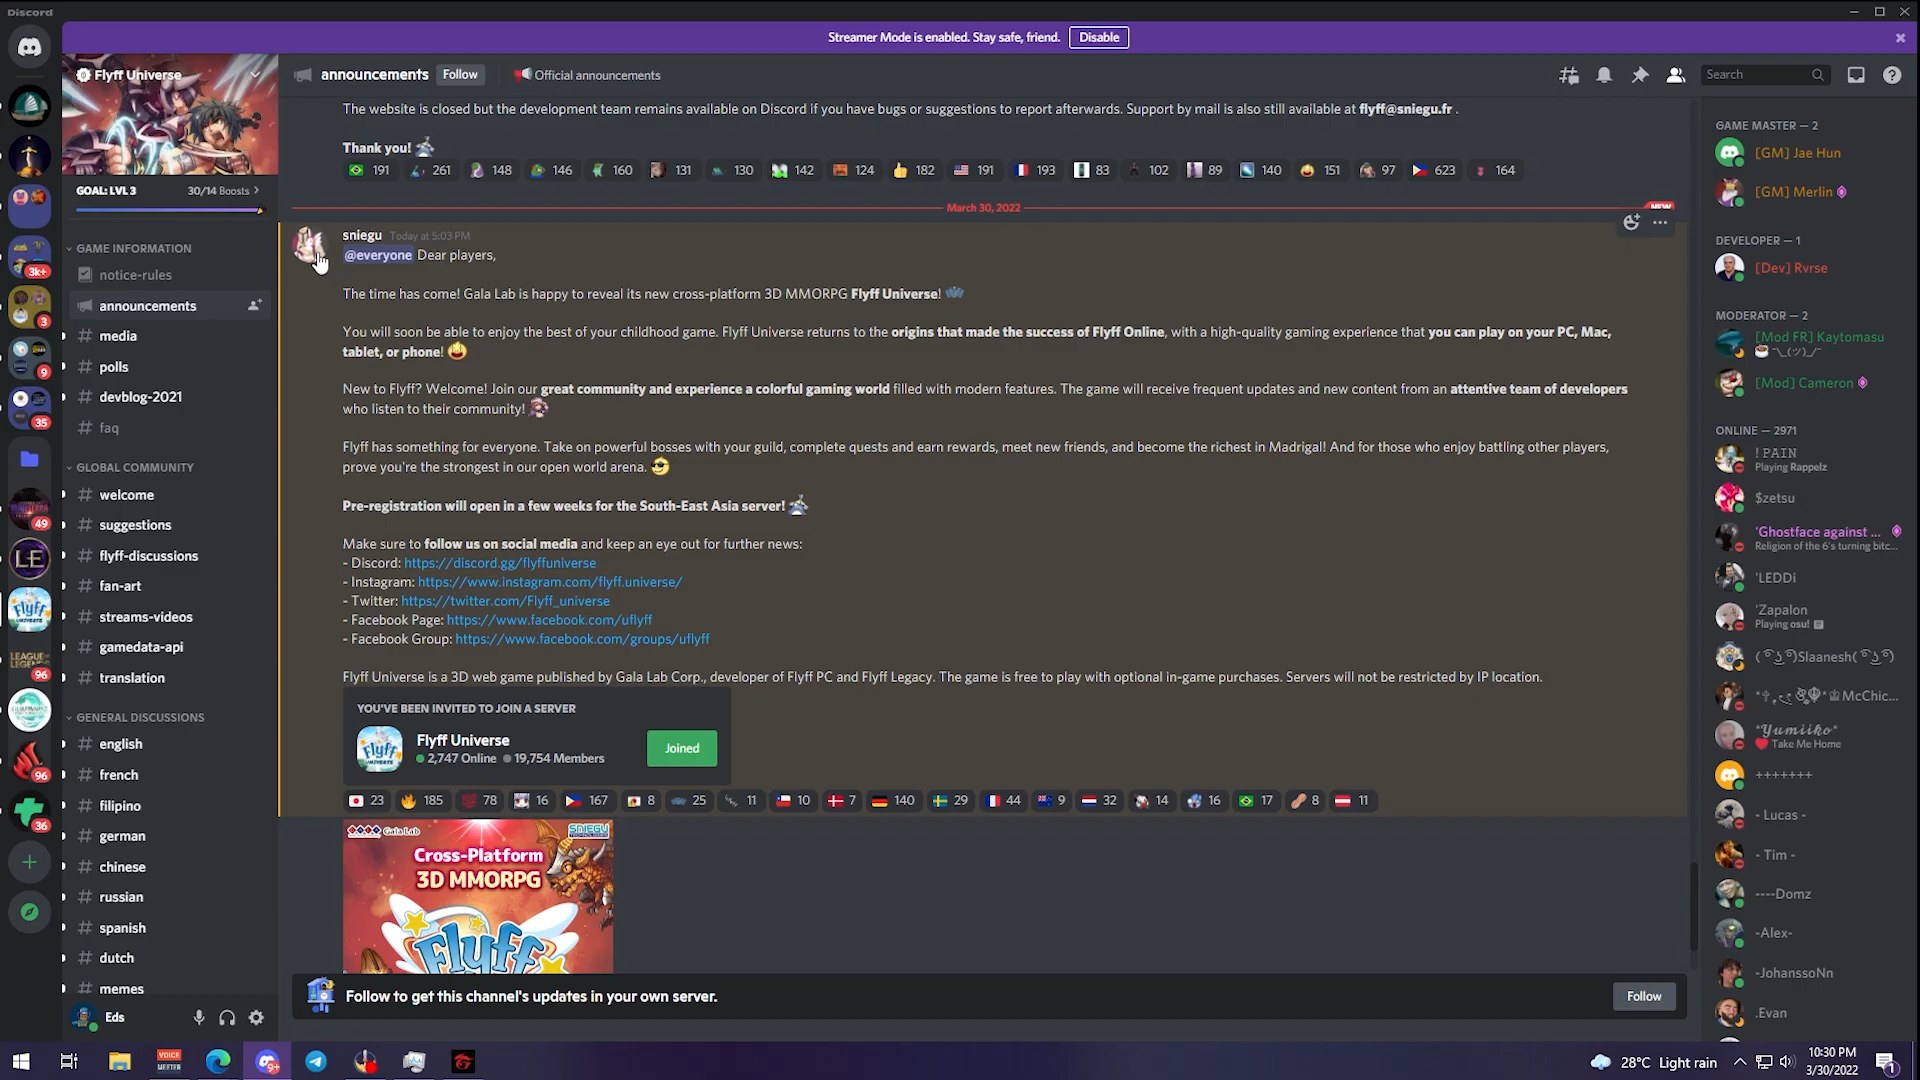 Discord
Streamer Mode is enabled. Stay safe, friend.
Disable
Flyff Universe
GOAL: LVL 3
30/14 Boosts
GAME INFORMATION
notice-rules
announcements
media
polls
devblog-2021
faq
GLOBAL COMMUNITY
welcome
suggestions
flyff-discussions
fan-art
streams-videos
gamedata-api
translation
GENERAL DISCUSSIONS
english
french
filipino
german
chinese
russian
spanish
dutch
memes
Eds
3k+
3
9
35
49
LE
Flyff
UNIVERSE
LEAGUE OF
LEGENDS
96
96
36
announcements
Follow
Official announcements
Search
The website is closed but the development team remains available on Discord if you have bugs or suggestions to report afterwards. Support by mail is also still available at flyff@sniegu.fr .
Thank you!
191 261 148 146 160 131 130 142 124 182 191 193 83 102 89 140 151 97 623 164
March 30, 2022
NEW
sniegu Today at 5:03 PM
@everyone Dear players,
The time has come! Gala Lab is happy to reveal its new cross-platform 3D MMORPG Flyff Universe!
You will soon be able to enjoy the best of your childhood game. Flyff Universe returns to the origins that made the success of Flyff Online, with a high-quality gaming experience that you can play on your PC, Mac,
tablet, or phone!
New to Flyff? Welcome! Join our great community and experience a colorful gaming world filled with modern features. The game will receive frequent updates and new content from an attentive team of developers
who listen to their community!
Flyff has something for everyone. Take on powerful bosses with your guild, complete quests and earn rewards, meet new friends, and become the richest in Madrigal! And for those who enjoy battling other players,
prove you're the strongest in our open world arena.
Pre-registration will open in a few weeks for the South-East Asia server!
Make sure to follow us on social media and keep an eye out for further news:
- Discord: https://discord.gg/flyffuniverse
- Instagram: https://www.instagram.com/flyff.universe/
- Twitter: https://twitter.com/Flyff_universe
- Facebook Page: https://www.facebook.com/uflyff
- Facebook Group: https://www.facebook.com/groups/uflyff
Flyff Universe is a 3D web game published by Gala Lab Corp., developer of Flyff PC and Flyff Legacy. The game is free to play with optional in-game purchases. Servers will not be restricted by IP location.
YOU'VE BEEN INVITED TO JOIN A SERVER
Flyff Universe
2,747 Online 19,754 Members
Joined
23 185 78 16 167 8 25 11 10 7 140 29 44 9 32 14 16 17 8 11
Gala Lab
SNIEGU
Cross-Platform
3D MMORPG
Flyff
Follow to get this channel's updates in your own server.
Follow
GAME MASTER — 2
[GM] Jae Hun
[GM] Merlin
DEVELOPER — 1
[Dev] Rvrse
MODERATOR — 2
[Mod FR] Kaytomasu
¯\_(ツ)_/¯
[Mod] Cameron
ONLINE — 2971
! PAIN
Playing Rappelz
$zetsu
'Ghostface against ...
Religion of the 6's turning bitc...
'LEDDi
'Zapalon
Playing osu!
( ͡° ͜ʖ ͡°)Slaanesh( ͡° ͜ʖ ͡°)
McChic...
*𝓨𝓾𝓶𝓲𝓲𝓴𝓸*
Take Me Home
+++++++
- Lucas -
- Tim -
----Domz
-Alex-
-JohanssoNn
.Evan
VOICE
MEETER
9+
28°C Light rain
10:30 PM
3/30/2022
1